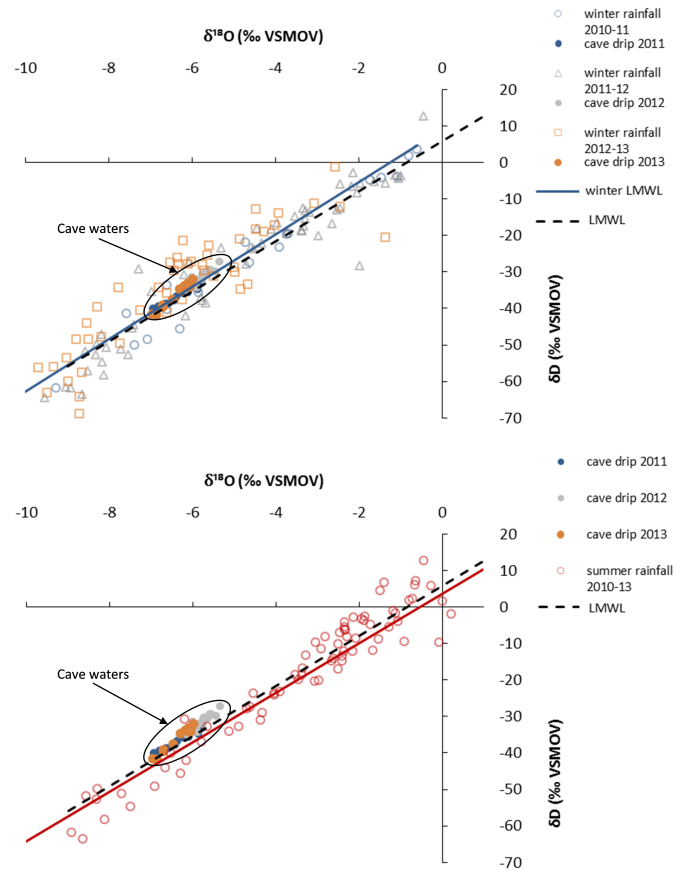 δ¹⁸O (‰ VSMOV)
-10 -8 -6 -4 -2 0
20
10
0
-10
-20
-30
-40
-50
-60
-70
δD (‰ VSMOV)
Cave waters
winter rainfall
2010-11
cave drip 2011
winter rainfall
2011-12
cave drip 2012
winter rainfall
2012-13
cave drip 2013
winter LMWL
LMWL
δ¹⁸O (‰ VSMOV)
-10 -8 -6 -4 -2 0
20
10
0
-10
-20
-30
-40
-50
-60
-70
δD (‰ VSMOV)
Cave waters
cave drip 2011
cave drip 2012
cave drip 2013
summer rainfall
2010-13
LMWL